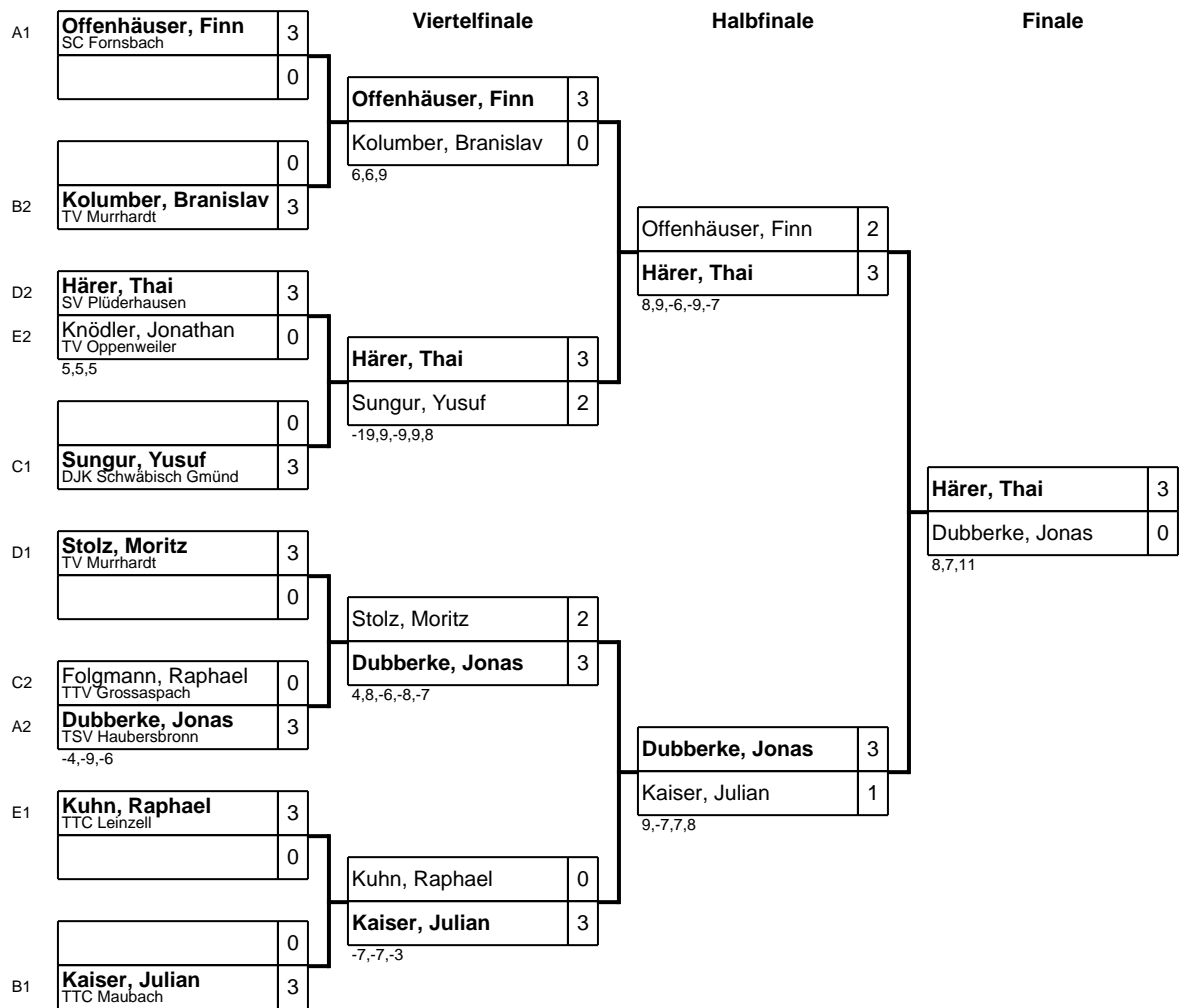 Viertelfinale Halbfinale Finale
A1 Offenhäuser, Finn 3
SC Fornsbach
0
0
B2 Kolumber, Branislav 3
TV Murrhardt
D2 Härer, Thai 3
SV Plüderhausen
E2 Knödler, Jonathan 0
TV Oppenweiler
5,5,5
0
C1 Sungur, Yusuf 3
DJK Schwäbisch Gmünd
D1 Stolz, Moritz 3
TV Murrhardt
0
C2 Folgmann, Raphael 0
TTV Grossaspach
A2 Dubberke, Jonas 3
TSV Haubersbronn
-4,-9,-6
E1 Kuhn, Raphael 3
TTC Leinzell
0
0
B1 Kaiser, Julian 3
TTC Maubach
Offenhäuser, Finn 3
Kolumber, Branislav 0
6,6,9
Härer, Thai 3
Sungur, Yusuf 2
-19,9,-9,9,8
Stolz, Moritz 2
Dubberke, Jonas 3
4,8,-6,-8,-7
Kuhn, Raphael 0
Kaiser, Julian 3
-7,-7,-3
Offenhäuser, Finn 2
Härer, Thai 3
8,9,-6,-9,-7
Dubberke, Jonas 3
Kaiser, Julian 1
9,-7,7,8
Härer, Thai 3
Dubberke, Jonas 0
8,7,11